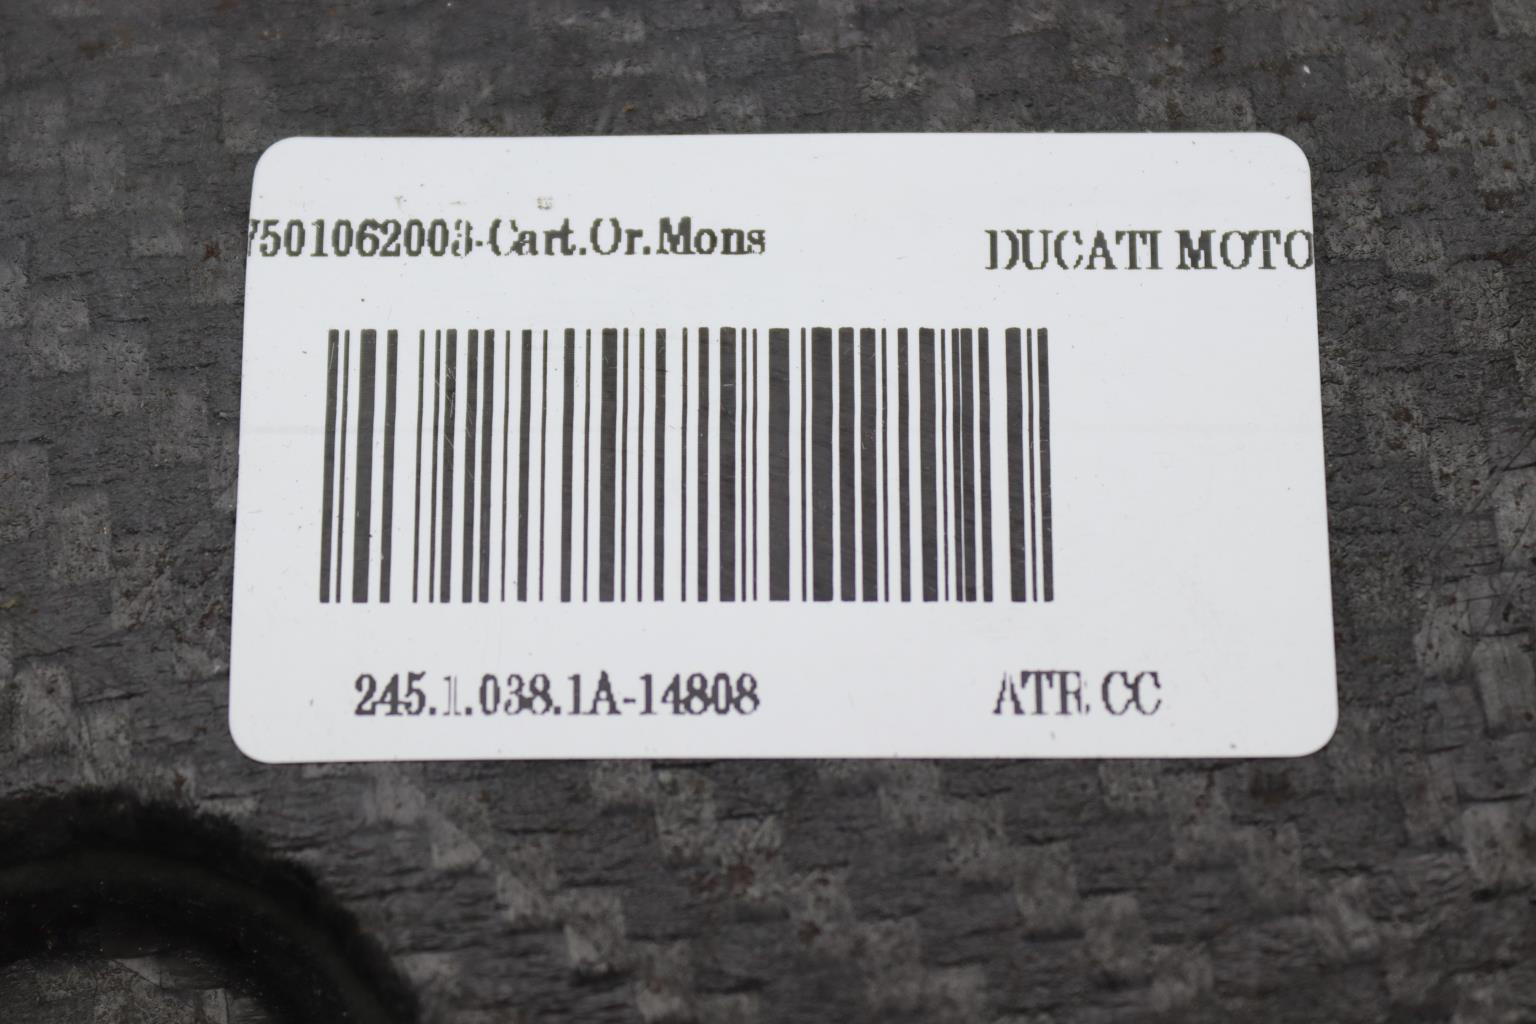 7501062003-Cart.Or.Mons
DUCATI MOTO
245.1.038.1A-14808
ATR CC